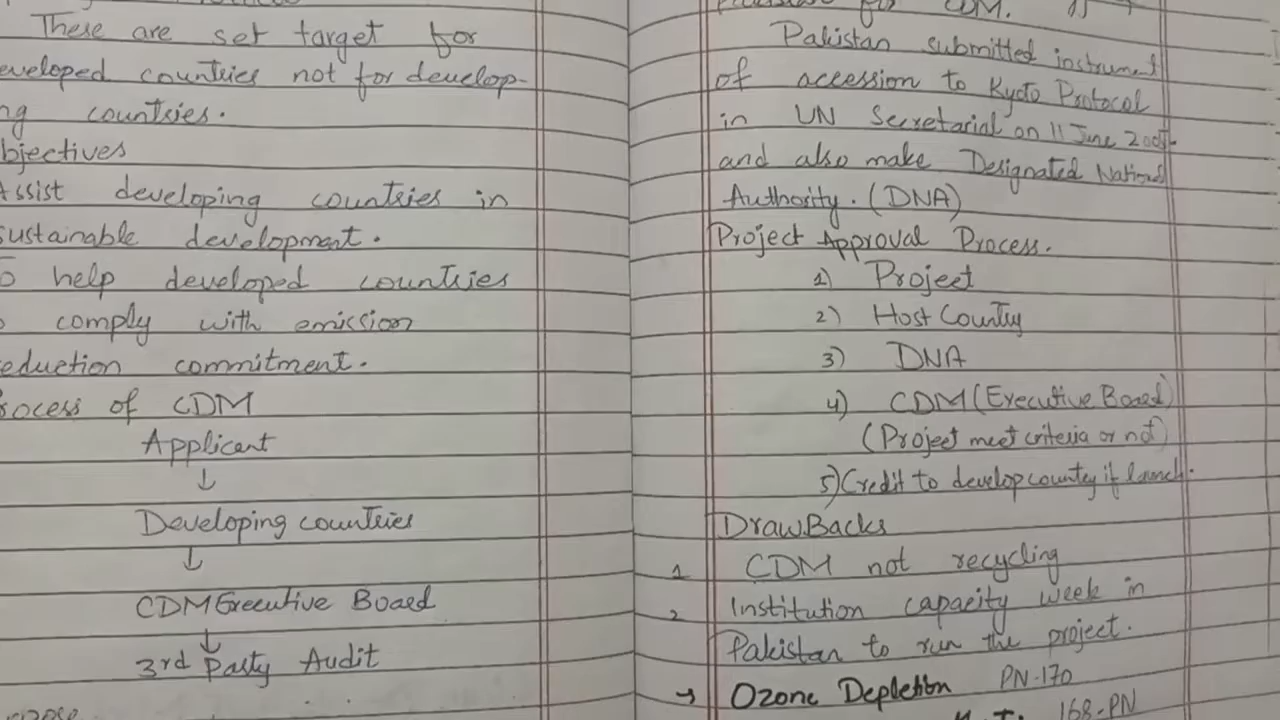 These are set target for
eveloped countries not for develop-
ng countries.
bjectives
Assist developing countries in
sustainable development.
o help developed countries
o comply with emission
eduction commitment.
rocess of CDM
Applicant
↓
Developing countries
↓
CDM Executive Board
↓
3rd Party Audit
for CDM.
Pakistan submitted instrument
of accession to Kyoto Protocol
in UN Secretarial on 11 June 2005
and also make Designated National
Authority. (DNA)
Project Approval Process.
1) Project
2) Host Country
3) DNA
4) CDM (Executive Board)
(Project meet criteria or not)
5) Credit to develop county if launch.
DrawBacks
1 CDM not recycling
2 Institution capacity week in
Pakistan to run the project.
→ Ozone Depletion PN-170
168-PN